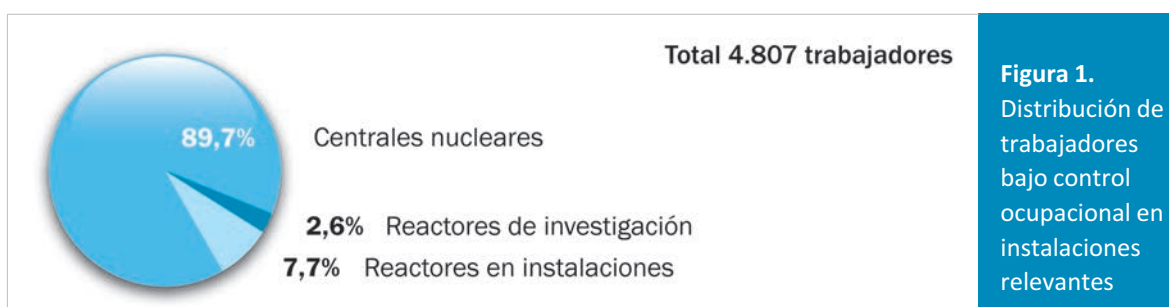 Total 4.807 trabajadores
89,7% Centrales nucleares
2,6% Reactores de investigación
7,7% Reactores en instalaciones
Figura 1.
Distribución de
trabajadores
bajo control
ocupacional en
instalaciones
relevantes